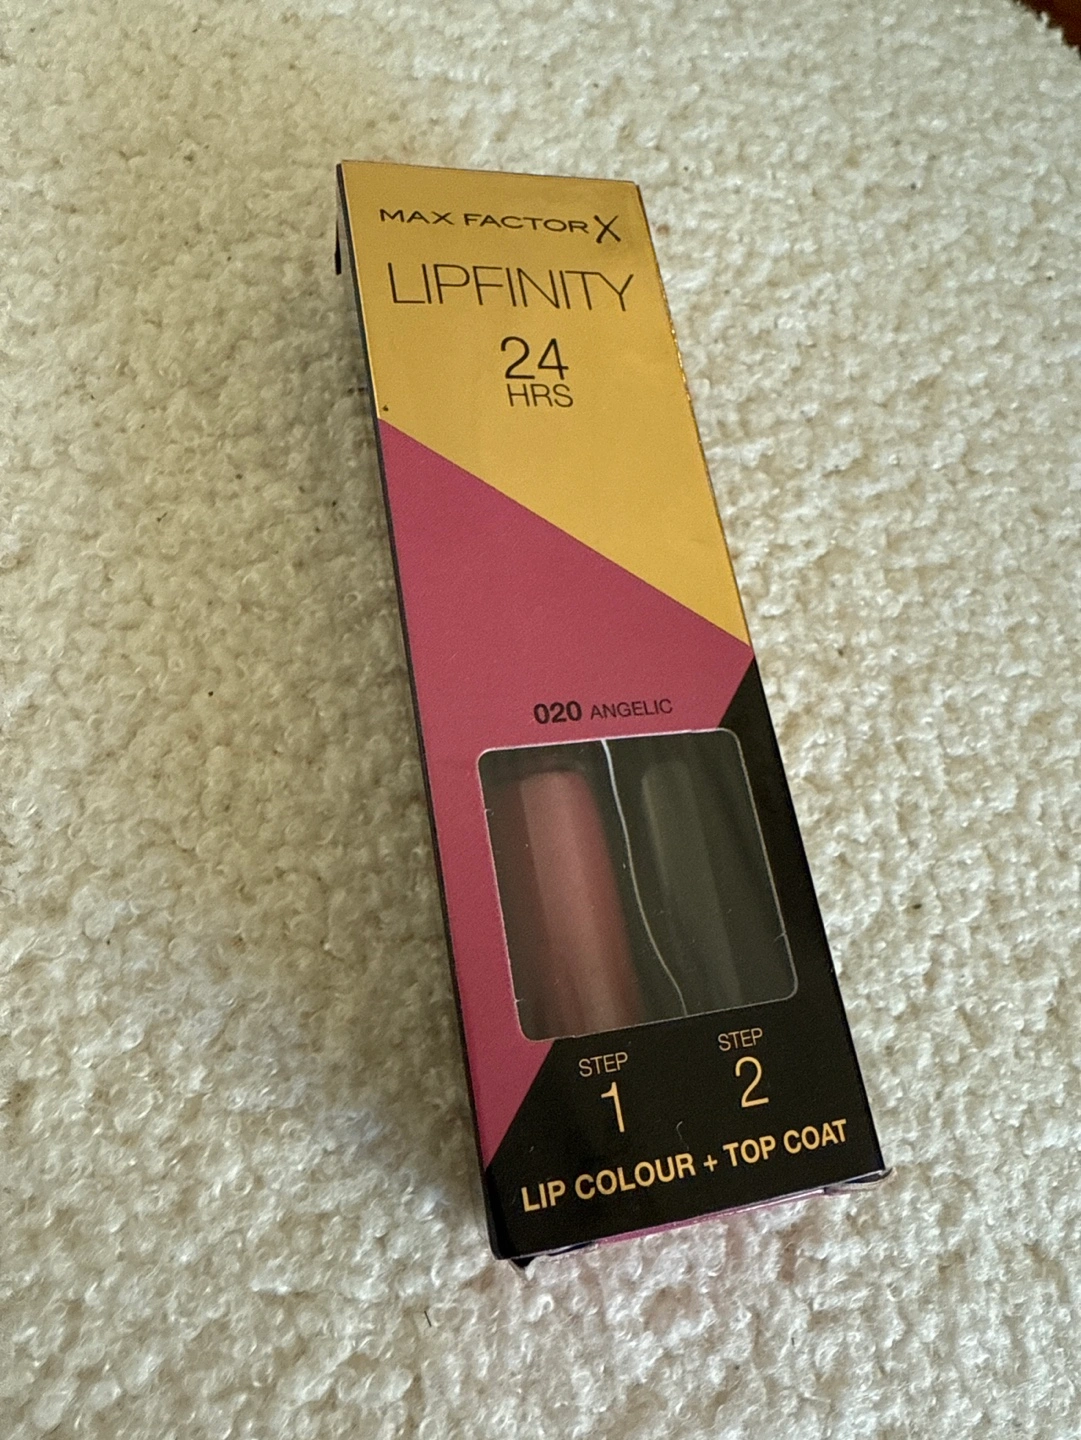 MAX FACTOR X
LIPFINITY
24
HRS
020 ANGELIC
STEP
1
STEP
2
LIP COLOUR + TOP COAT